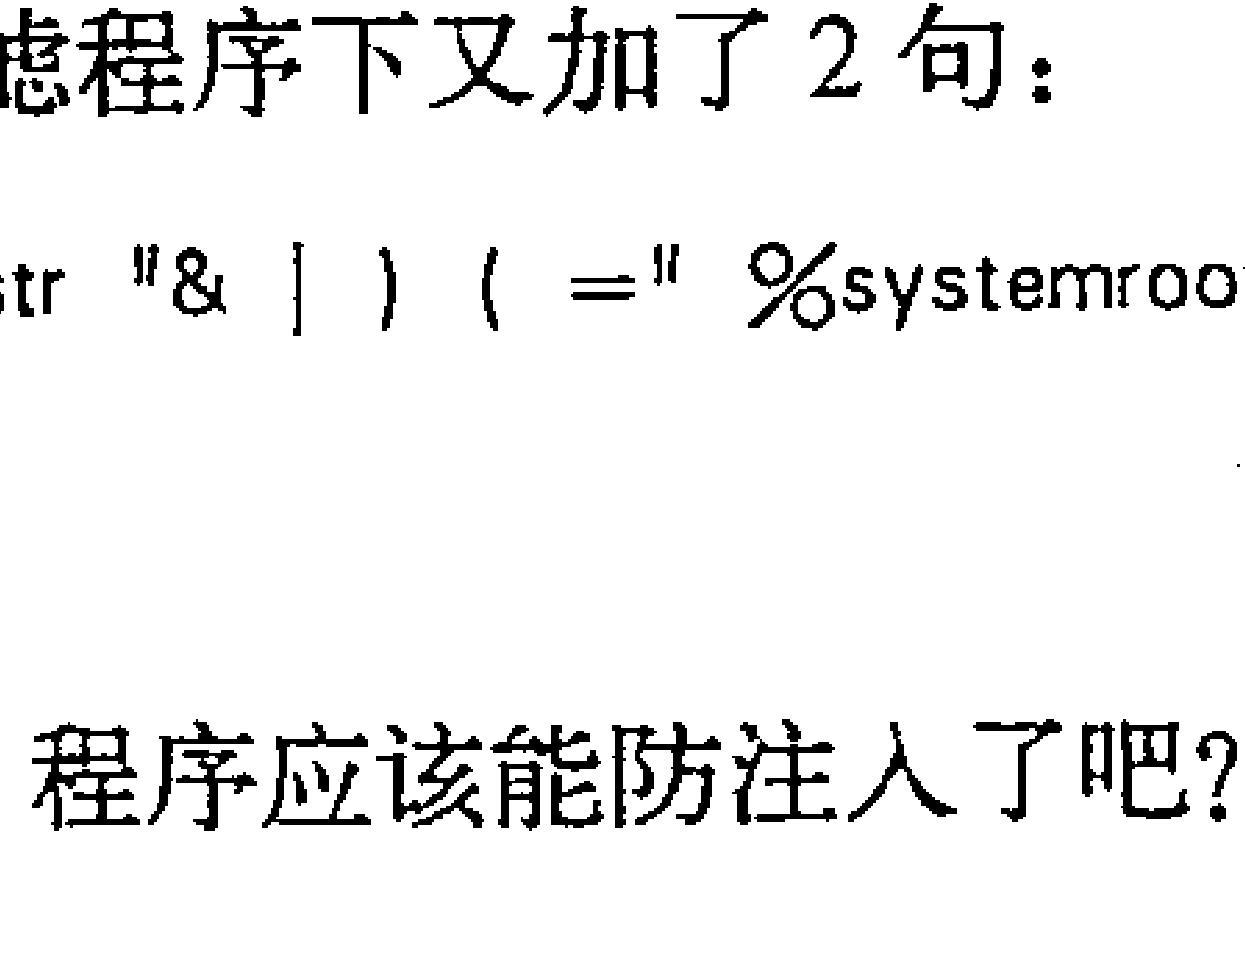 滤程序下又加了 2 句：
str "& | ) ( =" %systemroo
程序应该能防注入了吧?